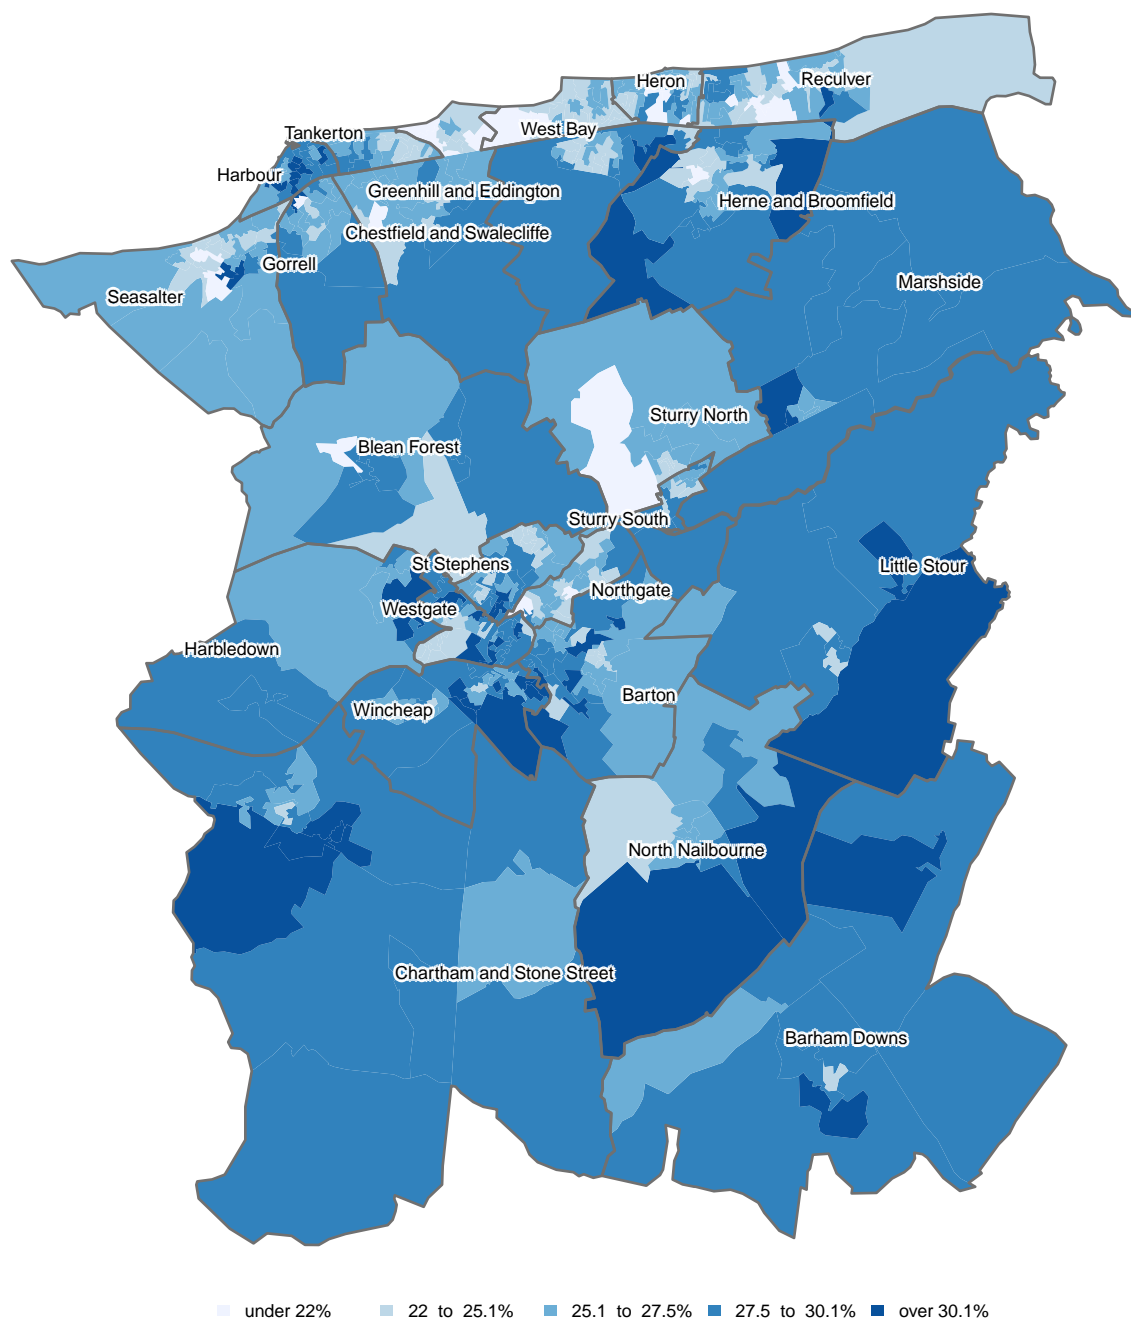 Heron
Reculver
West Bay
Tankerton
Harbour
Greenhill and Eddington
Herne and Broomfield
Chestfield and Swalecliffe
Gorrell
Marshside
Seasalter
Sturry North
Blean Forest
Sturry South
St Stephens
Little Stour
Northgate
Westgate
Harbledown
Barton
Wincheap
North Nailbourne
Chartham and Stone Street
Barham Downs
under 22% 22 to 25.1% 25.1 to 27.5% 27.5 to 30.1% over 30.1%